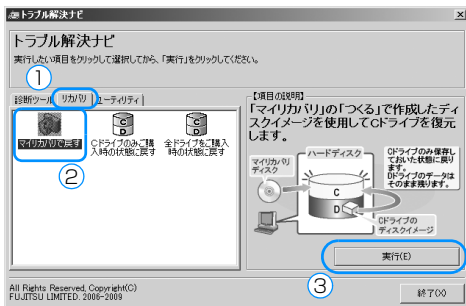 トラブル解決ナビ
トラブル解決ナビ
実行したい項目をクリックして選択してから、「実行」をクリックしてください。
①
診断ツール リカバリ ユーティリティ
マイリカバリで戻す
Cドライブのみご購入時の状態に戻す
全ドライブをご購入時の状態に戻す
②
【項目の説明】
「マイリカバリ」の「つくる」で作成したディ
スクイメージを使用してCドライブを復元
します。
マイリカバリ
ディスク
ハードディスク
C
D
Cドライブのみ保存し
ておいた状態に戻り
ます。
Dドライブのデータは
そのまま残ります。
Cドライブの
ディスクイメージ
実行(E)
③
All Rights Reserved, Copyright(C)
FUJITSU LIMITED. 2006-2009
終了(X)